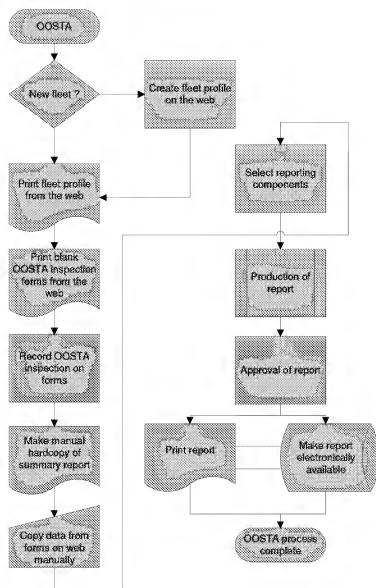 OOSTA
New fleet ?
Create fleet profile
on the web
Print fleet profile
from the web
Print blank
OOSTA inspection
forms from the
web
Record OOSTA
inspection on
forms
Make manual
hardcopy of
summary report
Copy data from
forms on web
manually
Select reporting
components
Production of
report
Approval of report
Print report
Make report
electronically
available
OOSTA process
complete